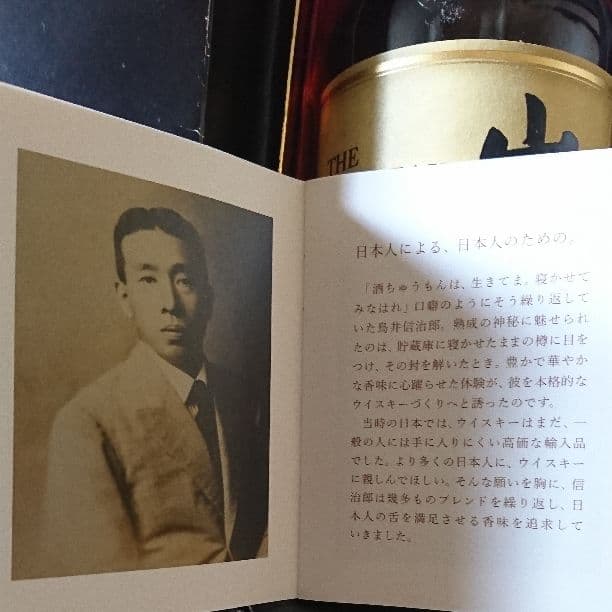 THE
山
日本人による、日本人のための。
「酒ちゅうもんは、生きてま。寝かせて
みなはれ」口癖のようにそう繰り返して
いた鳥井信治郎。熟成の神秘に魅せられ
たのは、貯蔵庫に寝かせたままの樽に目を
つけ、その封を解いたとき。豊かで華やか
な香味に心躍らせた体験が、彼を本格的な
ウイスキーづくりへと誘ったのです。
当時の日本では、ウイスキーはまだ、一
般の人には手に入りにくい高価な輸入品
でした。より多くの日本人に、ウイスキー
に親しんでほしい。そんな願いを胸に、信
治郎は幾多ものブレンドを繰り返し、日
本人の舌を満足させる香味を追求して
いきました。